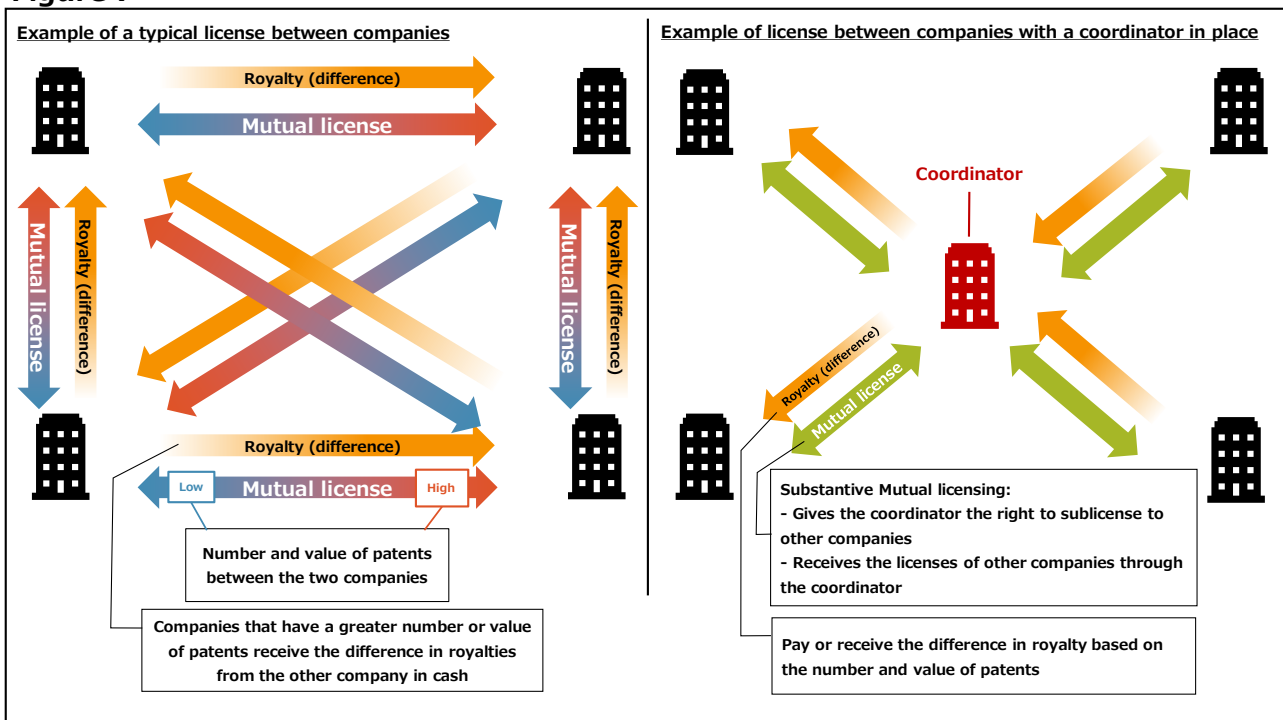 Example of a typical license between companies
Royalty (difference)
Mutual license
Mutual license
Royalty (difference)
Mutual license
Royalty (difference)
Royalty (difference)
Low
Mutual license
High
Number and value of patents
between the two companies
Companies that have a greater number or value
of patents receive the difference in royalties
from the other company in cash
Example of license between companies with a coordinator in place
Coordinator
Royalty (difference)
Mutual license
Substantive Mutual licensing:
- Gives the coordinator the right to sublicense to
other companies
- Receives the licenses of other companies through
the coordinator
Pay or receive the difference in royalty based on
the number and value of patents